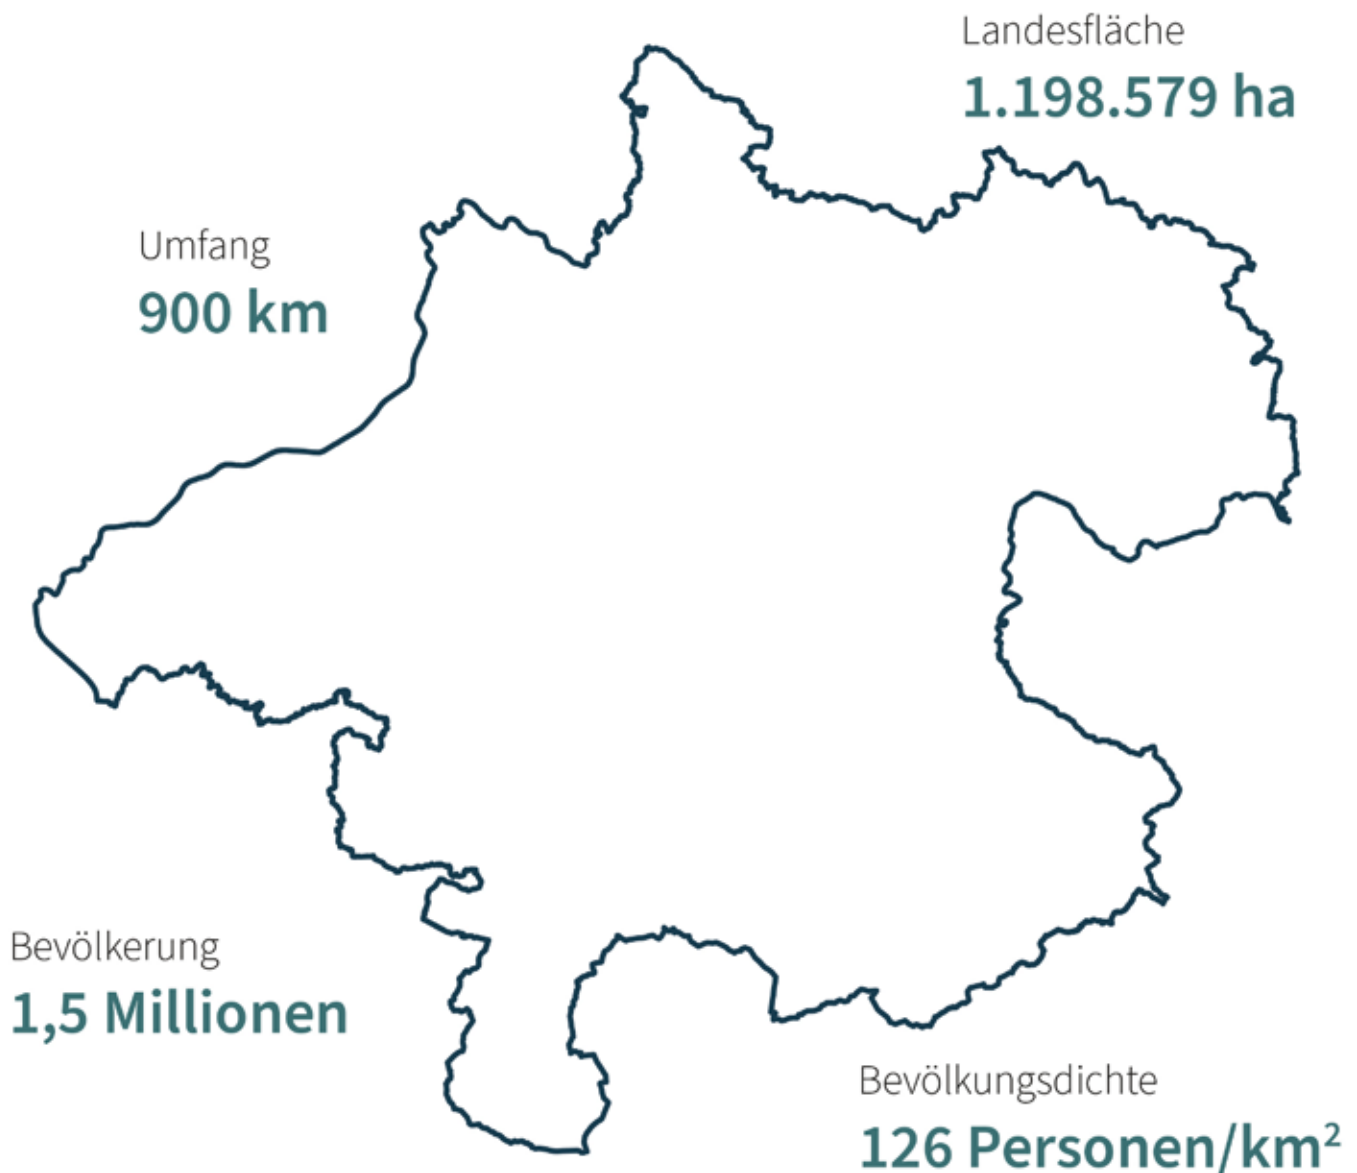 Landesfläche
1.198.579 ha
Umfang
900 km
Bevölkerung
1,5 Millionen
Bevölkungsdichte
126 Personen/km²